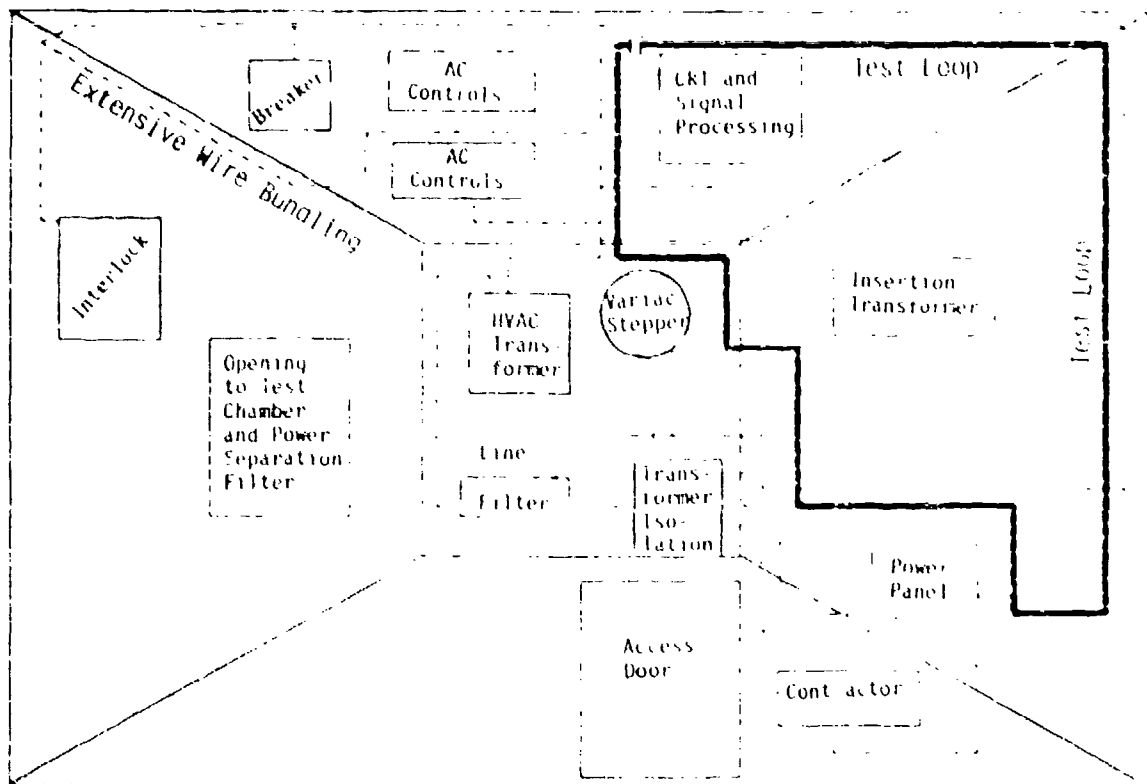 AC
Controls
Breaker
Test Loop
CRT and
Signal
Processing
Extensive Wire Bundling
AC
Controls
Interlock
Test Loop
Insertion
Transformer
Variac
Stepper
HVAC
Trans-
former
Opening
to Test
Chamber
and Power
Separation
Filter
Line
Filter
Trans-
former
Iso-
lation
Power
Panel
Access
Door
Contactor